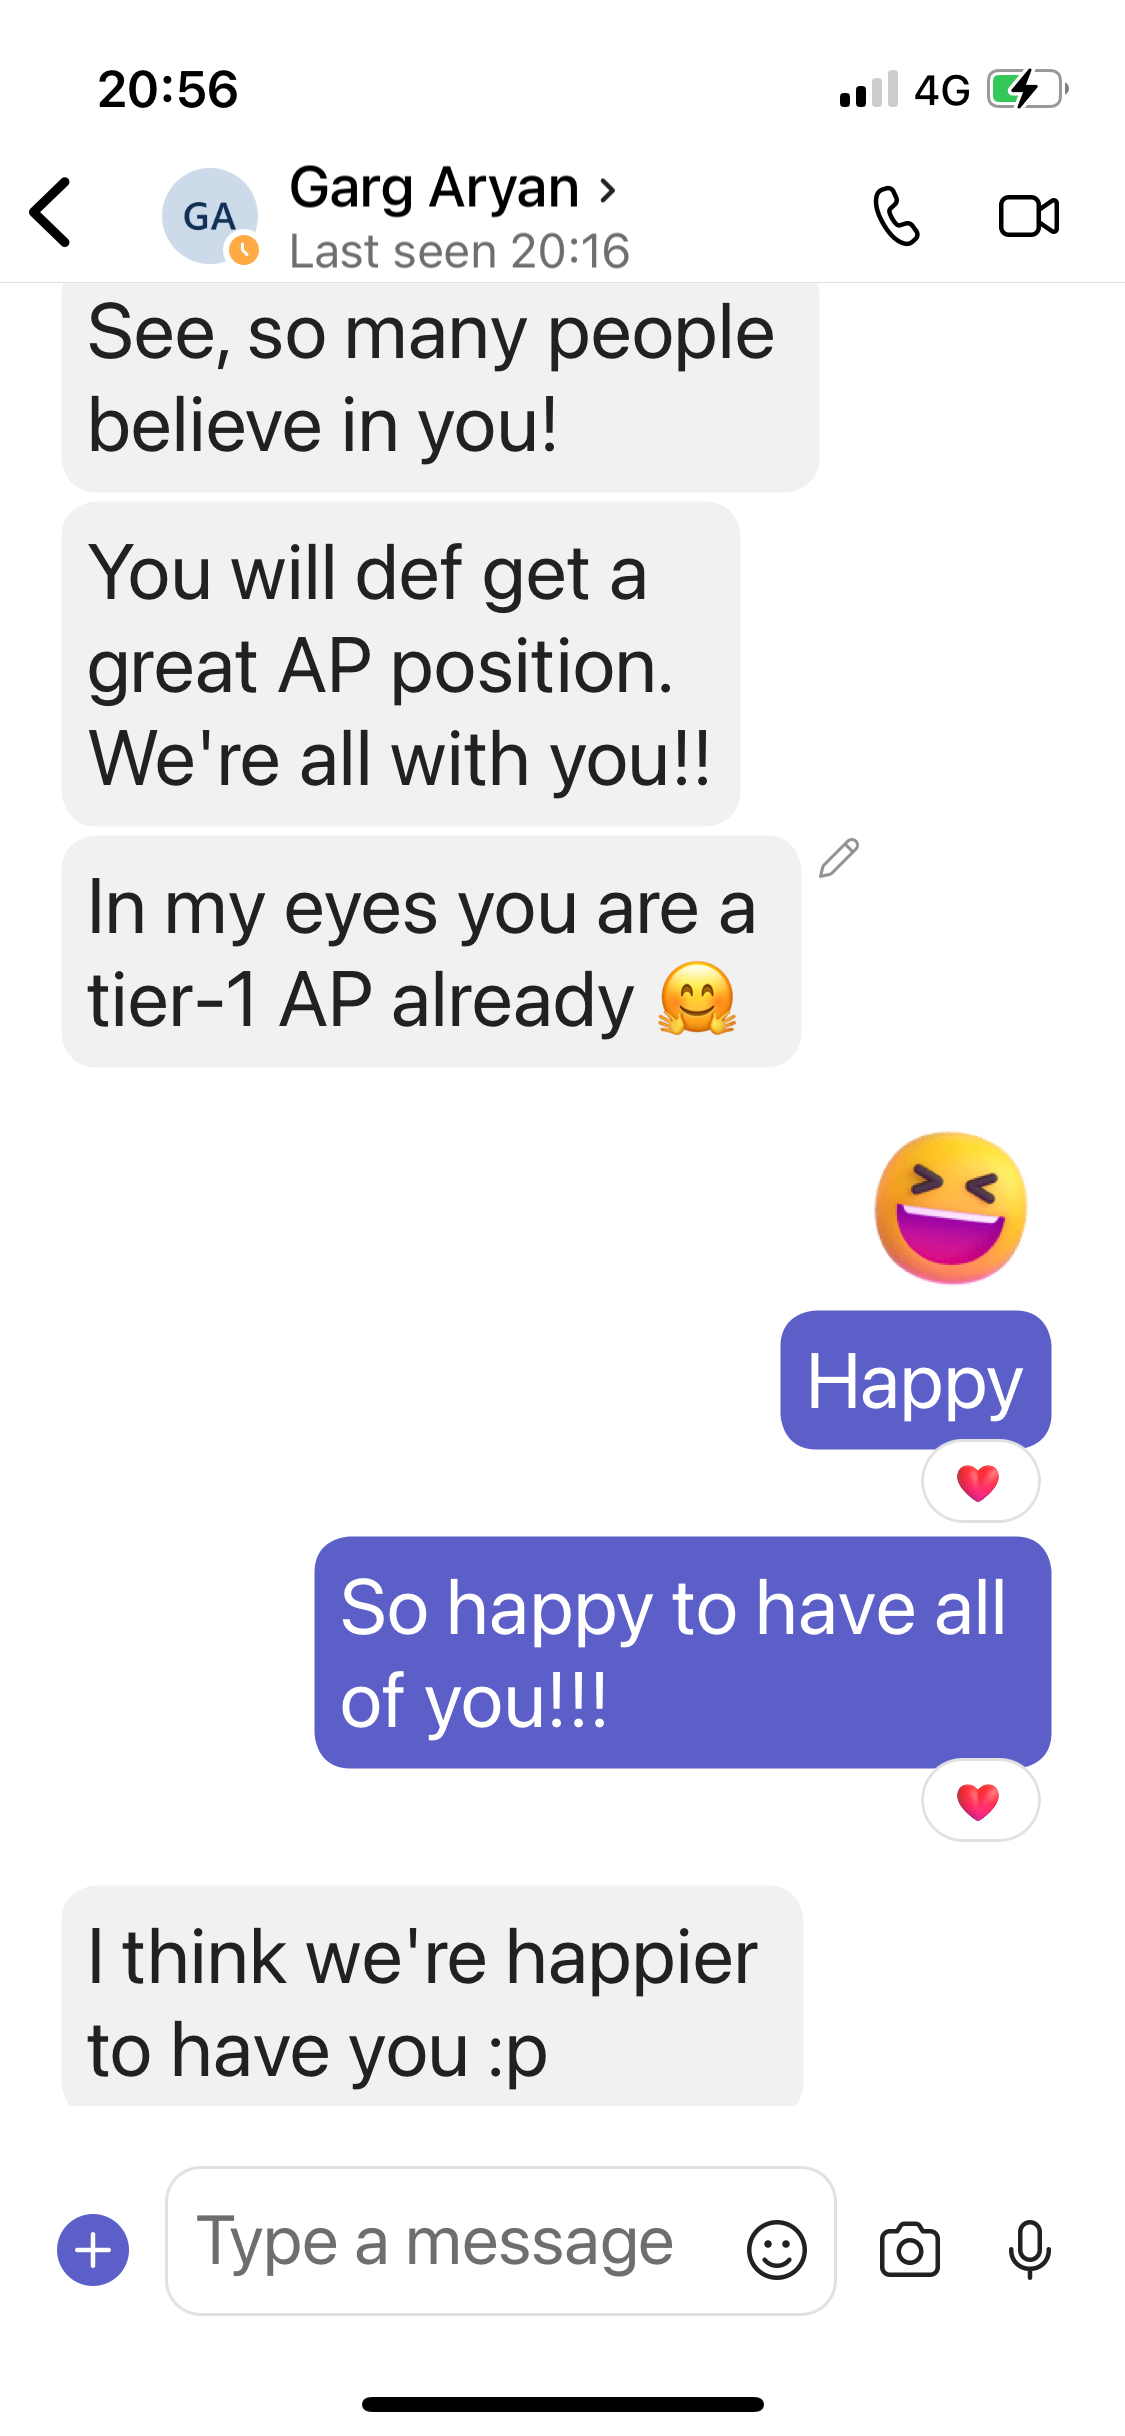 20:56
4G
GA
Garg Aryan
Last seen 20:16
See, so many people
believe in you!
You will def get a
great AP position.
We're all with you!!
In my eyes you are a
tier-1 AP already 🤗
Happy
So happy to have all
of you!!!
I think we're happier
to have you :p
Type a message